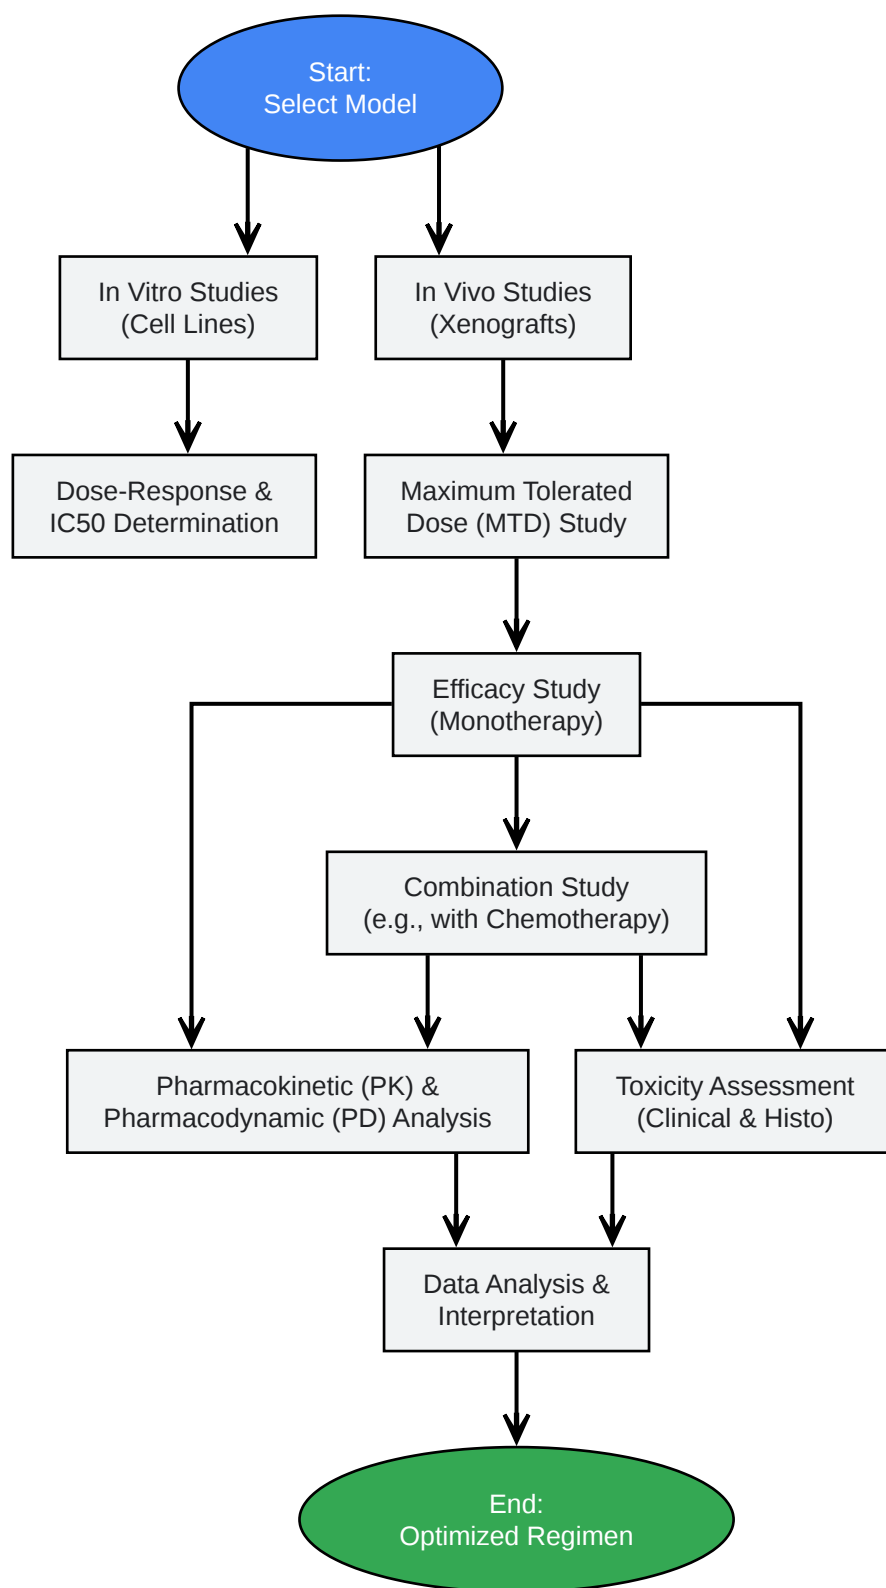 Start:
Select Model
In Vitro Studies
(Cell Lines)
In Vivo Studies
(Xenografts)
Dose-Response &
IC50 Determination
Maximum Tolerated
Dose (MTD) Study
Efficacy Study
(Monotherapy)
Combination Study
(e.g., with Chemotherapy)
Pharmacokinetic (PK) &
Pharmacodynamic (PD) Analysis
Toxicity Assessment
(Clinical & Histo)
Data Analysis &
Interpretation
End:
Optimized Regimen